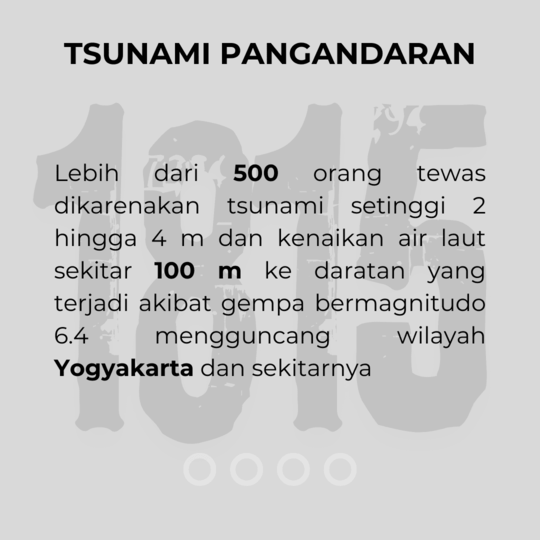 TSUNAMI PANGANDARAN
1815
Lebih dari 500 orang tewas
dikarenakan tsunami setinggi 2
hingga 4 m dan kenaikan air laut
sekitar 100 m ke daratan yang
terjadi akibat gempa bermagnitudo
6.4 mengguncang wilayah
Yogyakarta dan sekitarnya